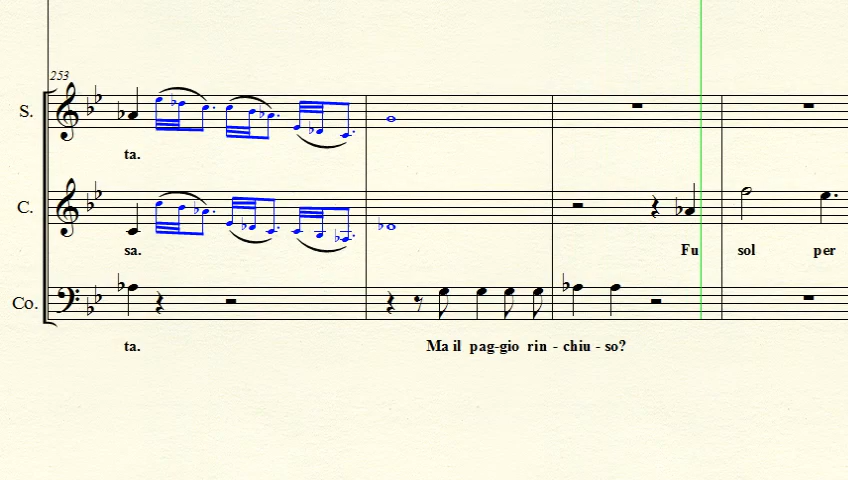 253
S.
ta.
C.
sa. Fu sol per
Co.
ta. Ma il pag-gio rin - chiu - so?